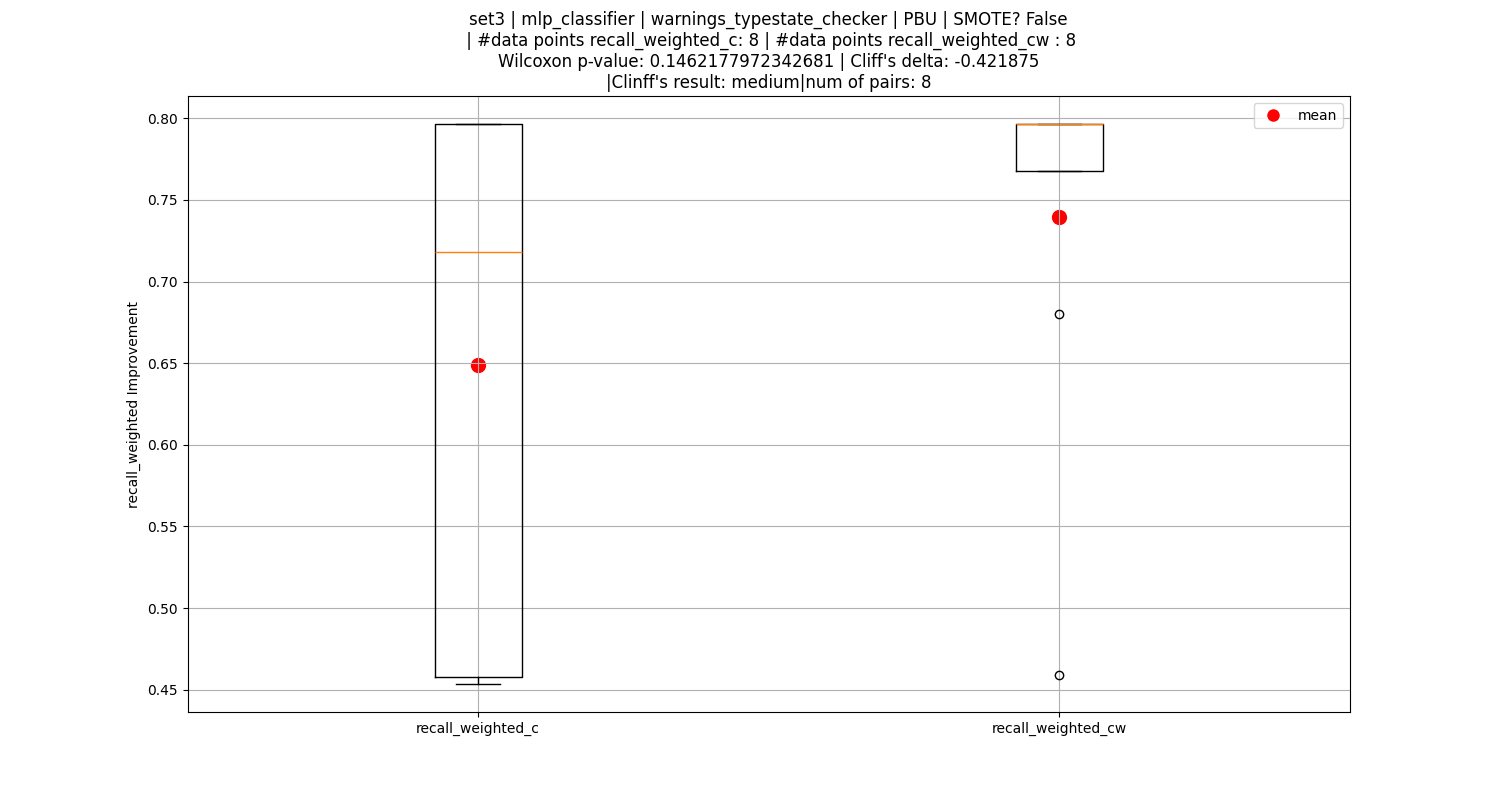 set3 | mlp_classifier | warnings_typestate_checker | PBU | SMOTE? False
| #data points recall_weighted_c: 8 | #data points recall_weighted_cw : 8
Wilcoxon p-value: 0.1462177972342681 | Cliff's delta: -0.421875
|Clinff's result: medium|num of pairs: 8
mean
0.80
0.75
0.70
0.65
0.60
0.55
0.50
0.45
recall_weighted Improvement
recall_weighted_c
recall_weighted_cw